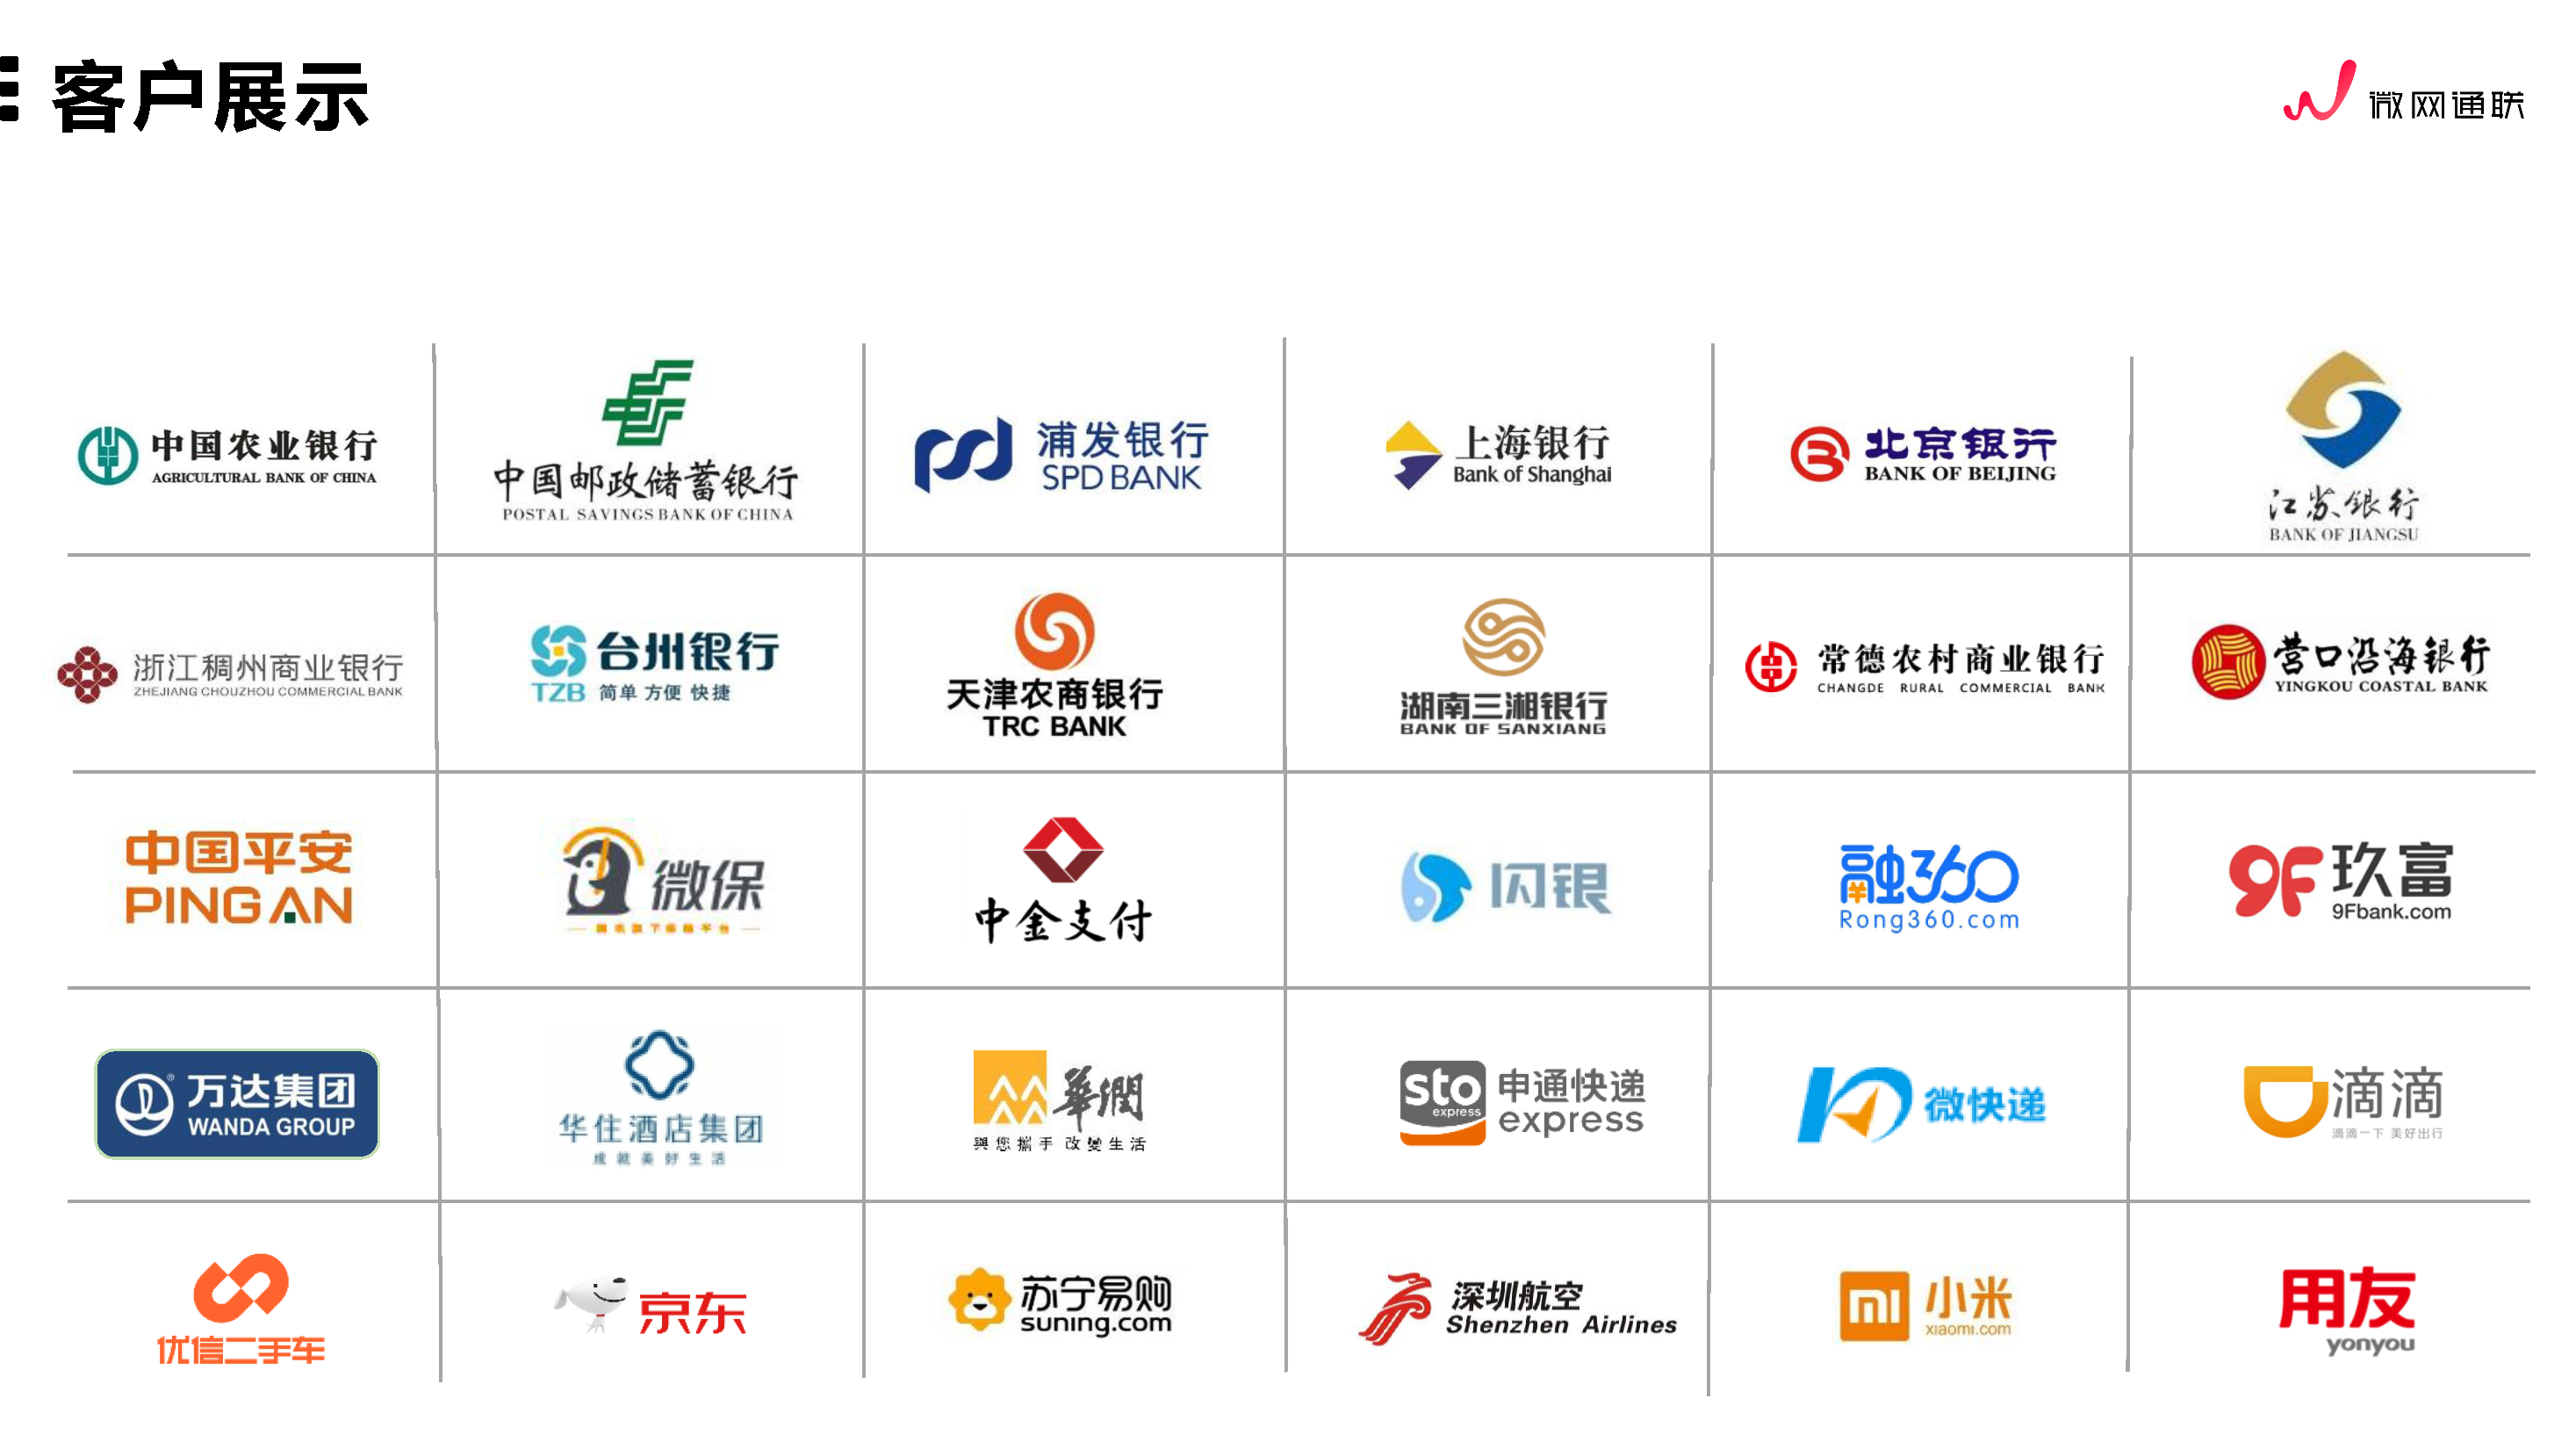 客户展示
微网通联
中国农业银行
AGRICULTURAL BANK OF CHINA
中国邮政储蓄银行
POSTAL SAVINGS BANK OF CHINA
浦发银行
SPD BANK
上海银行
Bank of Shanghai
北京银行
BANK OF BEIJING
江苏银行
BANK OF JIANGSU
浙江稠州商业银行
ZHEJIANG CHOUZHOU COMMERCIAL BANK
台州银行
TZB 简单 方便 快捷
天津农商银行
TRC BANK
湖南三湘银行
BANK OF SANXIANG
常德农村商业银行
CHANGDE RURAL COMMERCIAL BANK
营口沿海银行
YINGKOU COASTAL BANK
中国平安
PING AN
微保
腾讯旗下保险平台
中金支付
闪银
融360
Rong360.com
9F 玖富
9Fbank.com
万达集团
WANDA GROUP
华住酒店集团
成就美好生活
華潤
與您攜手 改變生活
sto
express
申通快递
express
微快递
滴滴
滴滴一下 美好出行
优信二手车
京东
苏宁易购
suning.com
深圳航空
Shenzhen Airlines
小米
xiaomi.com
用友
yonyou